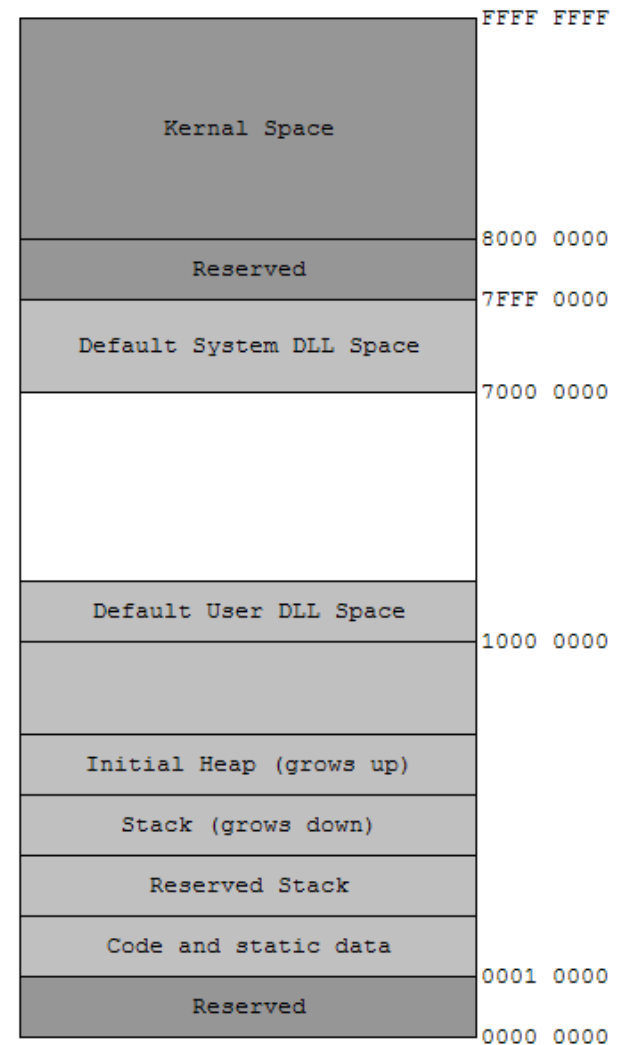 FFFF FFFF
Kernal Space
8000 0000
Reserved
7FFF 0000
Default System DLL Space
7000 0000
Default User DLL Space
1000 0000
Initial Heap (grows up)
Stack (grows down)
Reserved Stack
Code and static data
0001 0000
Reserved
0000 0000